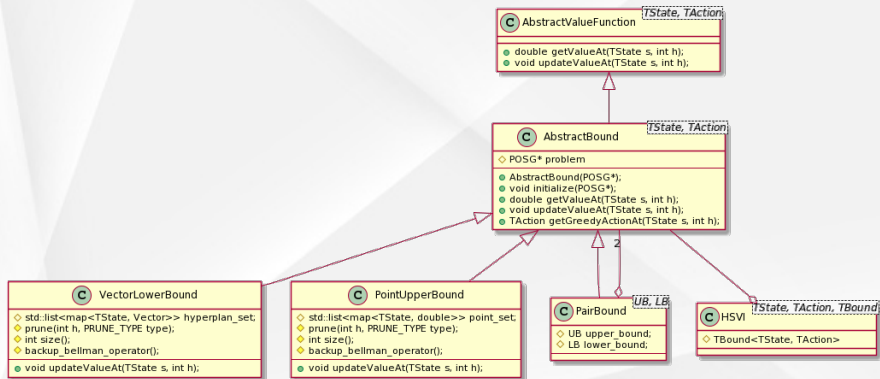 TState, TAction
C AbstractValueFunction
double getValueAt(TState s, int h);
void updateValueAt(TState s, int h);
TState, TAction
C AbstractBound
POSG* problem
AbstractBound(POSG*);
void initialize(POSG*);
double getValueAt(TState s, int h);
void updateValueAt(TState s, int h);
TAction getGreedyActionAt(TState s, int h);
2
C VectorLowerBound
std::list<map<TState, Vector>> hyperplan_set;
prune(int h, PRUNE_TYPE type);
int size();
backup_bellman_operator();
void updateValueAt(TState s, int h);
C PointUpperBound
std::list<map<TState, double>> point_set;
prune(int h, PRUNE_TYPE type);
int size();
backup_bellman_operator();
void updateValueAt(TState s, int h);
UB, LB
C PairBound
UB upper_bound;
LB lower_bound;
TState, TAction, TBound
C HSVI
TBound<TState, TAction>